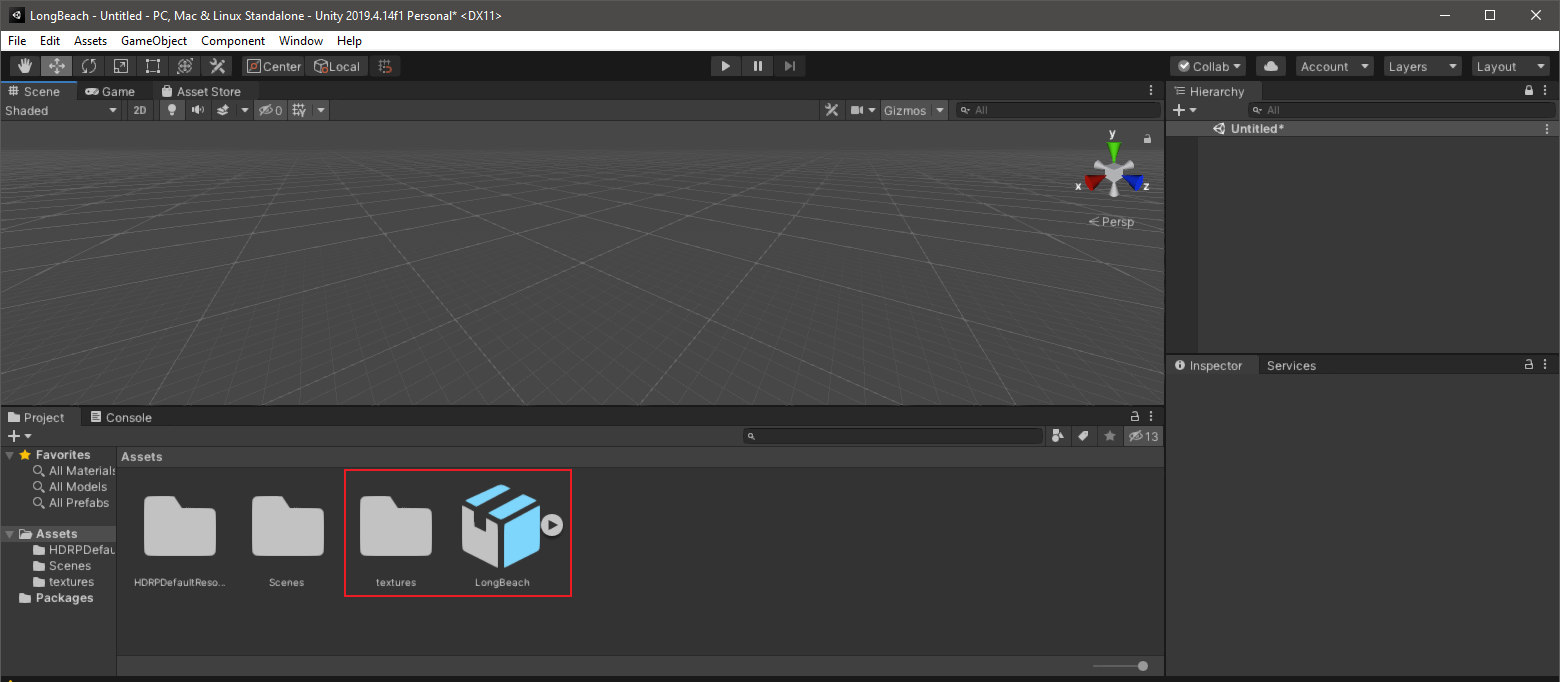 LongBeach - Untitled - PC, Mac & Linux Standalone - Unity 2019.4.14f1 Personal* <DX11>
File Edit Assets GameObject Component Window Help
Center Local Collab Account Layers Layout
Scene Game Asset Store
Shaded 2D 0 Gizmos All
y
x z
Persp
Hierarchy
All
Untitled*
Inspector Services
Project Console
13
Favorites
All Materials
All Models
All Prefabs
Assets
HDRPDefau
Scenes
textures
Packages
Assets
HDRPDefaultReso... Scenes textures LongBeach